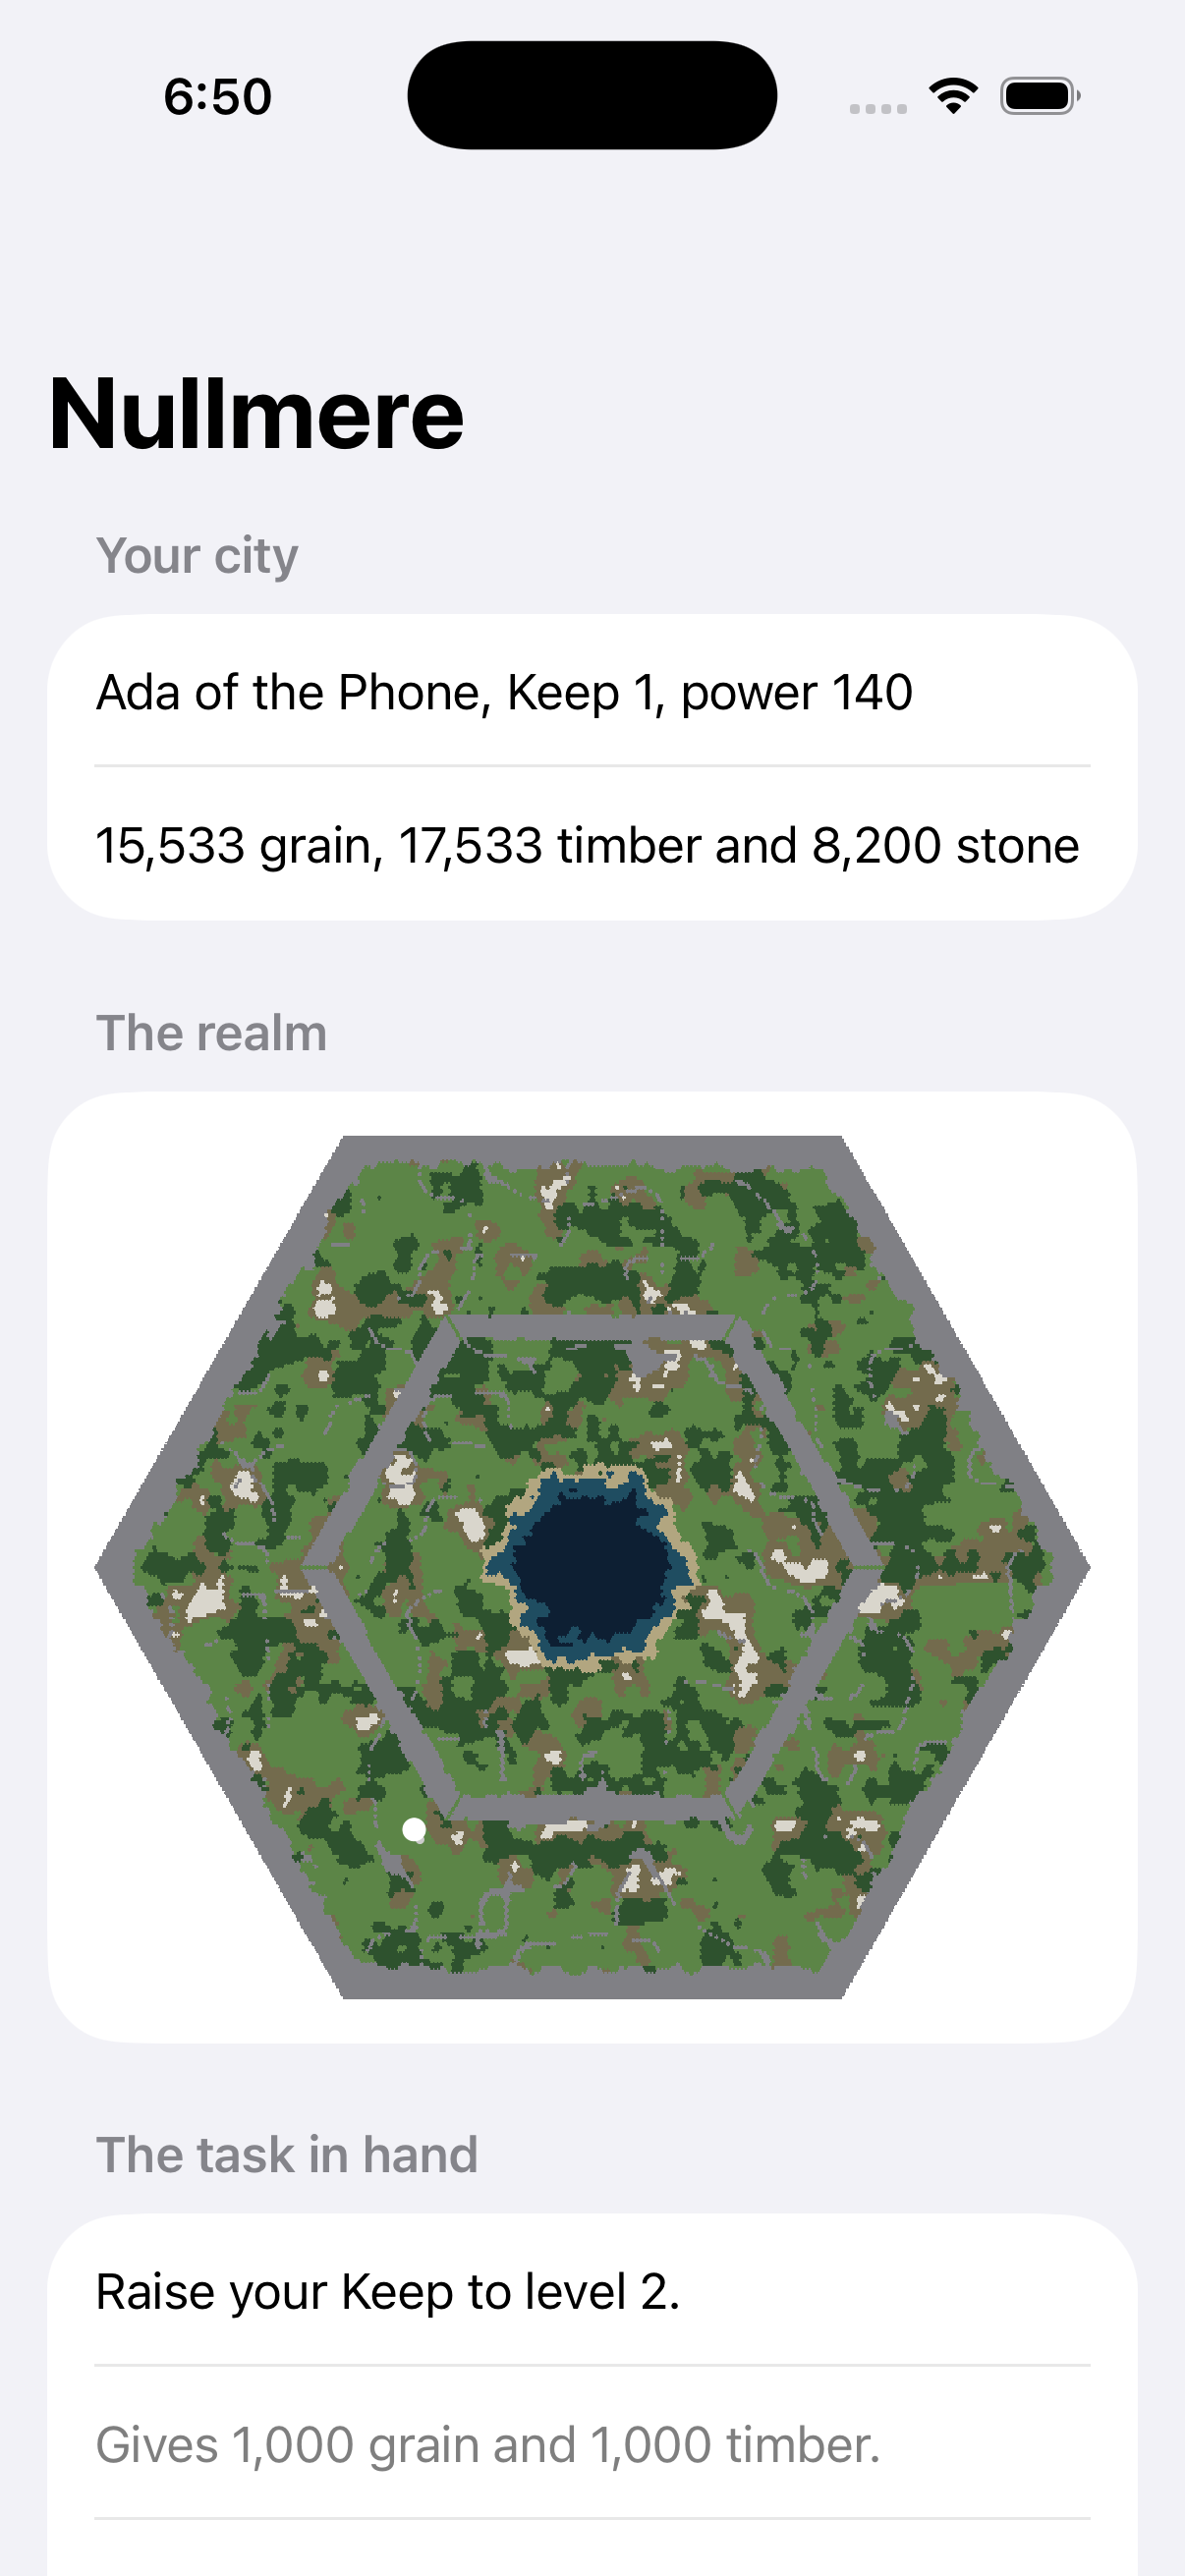 6:50
Nullmere
Your city
Ada of the Phone, Keep 1, power 140
15,533 grain, 17,533 timber and 8,200 stone
The realm
The task in hand
Raise your Keep to level 2.
Gives 1,000 grain and 1,000 timber.